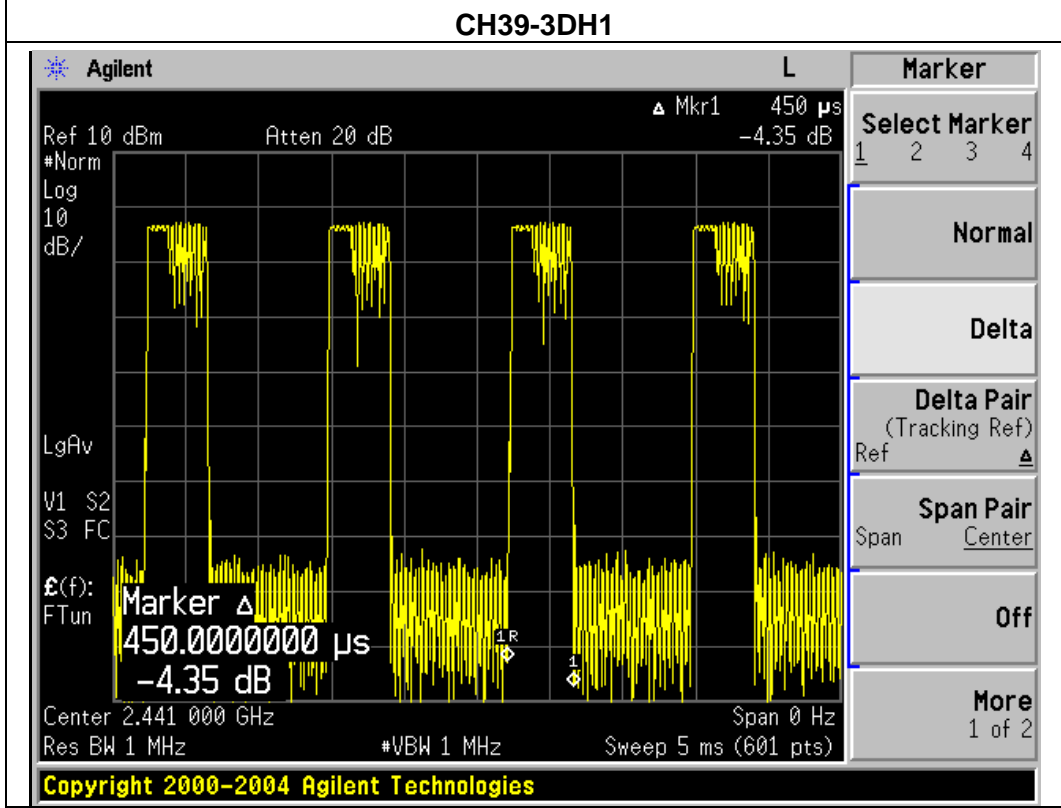 CH39-3DH1
Agilent
L
Marker
Δ Mkr1 450 µs
Ref 10 dBm Atten 20 dB -4.35 dB
#Norm
Log
10
dB/
LgAv
V1 S2
S3 FC
£(f):
FTun
Marker Δ
450.0000000 µs
-4.35 dB
1R
1
Center 2.441 000 GHz Span 0 Hz
Res BW 1 MHz #VBW 1 MHz Sweep 5 ms (601 pts)
Copyright 2000-2004 Agilent Technologies
Select Marker
1 2 3 4
Normal
Delta
Delta Pair
(Tracking Ref)
Ref Δ
Span Pair
Span Center
Off
More
1 of 2